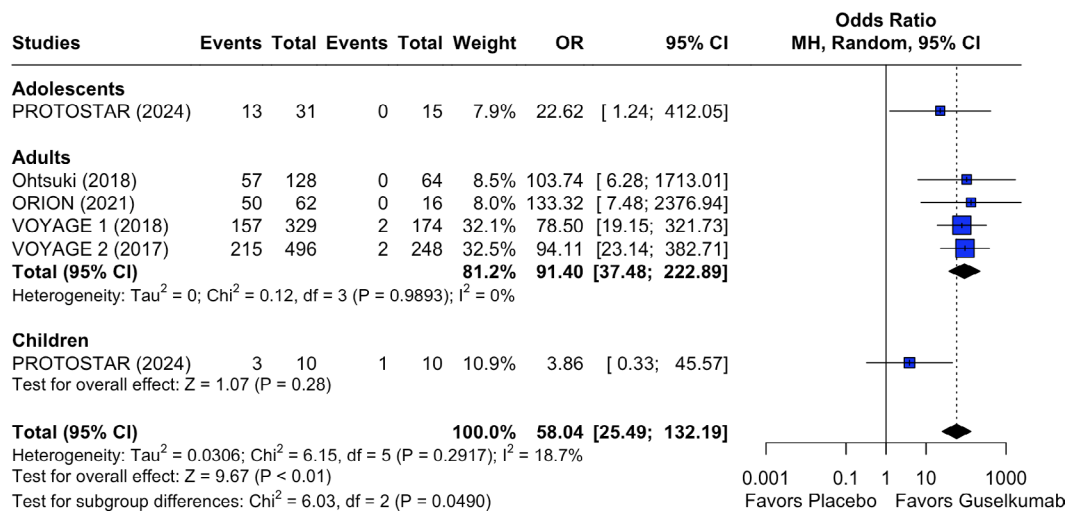 Odds Ratio
Studies Events Total Events Total Weight OR 95% CI MH, Random, 95% CI
Adolescents
PROTOSTAR (2024) 13 31 0 15 7.9% 22.62 [ 1.24; 412.05]
Adults
Ohtsuki (2018) 57 128 0 64 8.5% 103.74 [ 6.28; 1713.01]
ORION (2021) 50 62 0 16 8.0% 133.32 [ 7.48; 2376.94]
VOYAGE 1 (2018) 157 329 2 174 32.1% 78.50 [19.15; 321.73]
VOYAGE 2 (2017) 215 496 2 248 32.5% 94.11 [23.14; 382.71]
Total (95% CI) 81.2% 91.40 [37.48; 222.89]
Heterogeneity: Tau² = 0; Chi² = 0.12, df = 3 (P = 0.9893); I² = 0%
Children
PROTOSTAR (2024) 3 10 1 10 10.9% 3.86 [ 0.33; 45.57]
Test for overall effect: Z = 1.07 (P = 0.28)
Total (95% CI) 100.0% 58.04 [25.49; 132.19]
Heterogeneity: Tau² = 0.0306; Chi² = 6.15, df = 5 (P = 0.2917); I² = 18.7%
Test for overall effect: Z = 9.67 (P < 0.01)
Test for subgroup differences: Chi² = 6.03, df = 2 (P = 0.0490)
0.001 0.1 1 10 1000
Favors Placebo Favors Guselkumab